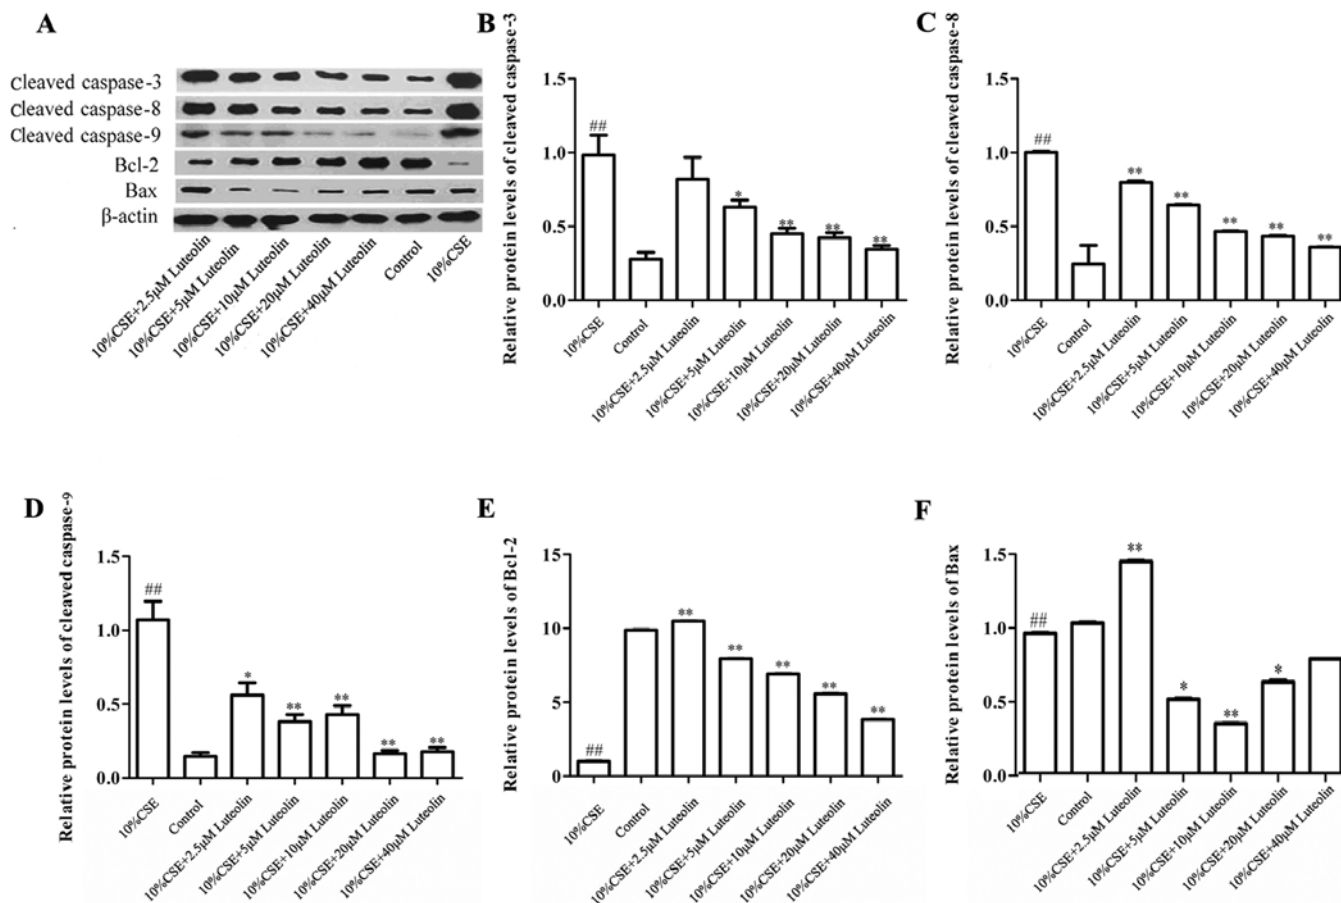 A
Cleaved caspase-3
Cleaved caspase-8
Cleaved caspase-9
Bcl-2
Bax
β-actin
10%CSE+2.5μM Luteolin
10%CSE+5μM Luteolin
10%CSE+10μM Luteolin
10%CSE+20μM Luteolin
10%CSE+40μM Luteolin
Control
10%CSE
B
Relative protein levels of cleaved caspase-3
1.5
1.0
0.5
0.0
##
*
**
**
**
10%CSE
Control
10%CSE+2.5μM Luteolin
10%CSE+5μM Luteolin
10%CSE+10μM Luteolin
10%CSE+20μM Luteolin
10%CSE+40μM Luteolin
C
Relative protein levels of cleaved caspase-8
1.5
1.0
0.5
0.0
##
**
**
**
**
**
10%CSE
Control
10%CSE+2.5μM Luteolin
10%CSE+5μM Luteolin
10%CSE+10μM Luteolin
10%CSE+20μM Luteolin
10%CSE+40μM Luteolin
D
Relative protein levels of cleaved caspase-9
1.5
1.0
0.5
0.0
##
*
**
**
**
**
10%CSE
Control
10%CSE+2.5μM Luteolin
10%CSE+5μM Luteolin
10%CSE+10μM Luteolin
10%CSE+20μM Luteolin
10%CSE+40μM Luteolin
E
Relative protein levels of Bcl-2
15
10
5
0
##
**
**
**
**
**
10%CSE
Control
10%CSE+2.5μM Luteolin
10%CSE+5μM Luteolin
10%CSE+10μM Luteolin
10%CSE+20μM Luteolin
10%CSE+40μM Luteolin
F
Relative protein levels of Bax
1.5
1.0
0.5
0.0
##
**
*
**
*
10%CSE
Control
10%CSE+2.5μM Luteolin
10%CSE+5μM Luteolin
10%CSE+10μM Luteolin
10%CSE+20μM Luteolin
10%CSE+40μM Luteolin